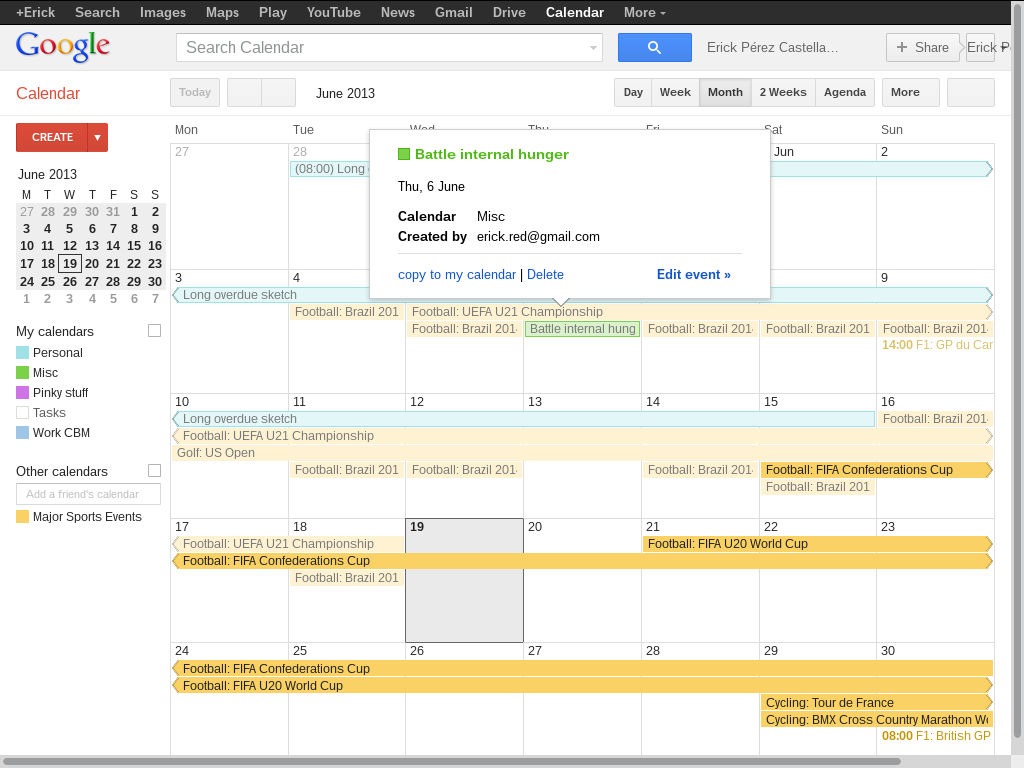 +Erick Search Images Maps Play YouTube News Gmail Drive Calendar More
Google
Search Calendar
Erick Pérez Castella…
+ Share
Erick P
Calendar
Today
June 2013
Day Week Month 2 Weeks Agenda More
CREATE
June 2013
M T W T F S S
27 28 29 30 31 1 2
3 4 5 6 7 8 9
10 11 12 13 14 15 16
17 18 19 20 21 22 23
24 25 26 27 28 29 30
1 2 3 4 5 6 7
My calendars
Personal
Misc
Pinky stuff
Tasks
Work CBM
Other calendars
Add a friend's calendar
Major Sports Events
Mon Tue Wed Thu Fri Sat Sun
27 28 Jun 2
(08:00) Long
Battle internal hunger
Thu, 6 June
Calendar Misc
Created by erick.red@gmail.com
copy to my calendar | Delete Edit event »
3 4 9
Long overdue sketch
Football: Brazil 201 Football: UEFA U21 Championship
Football: Brazil 201 Battle internal hung Football: Brazil 201 Football: Brazil 201 Football: Brazil 201
14:00 F1: GP du Can
10 11 12 13 14 15 16
Long overdue sketch Football: Brazil 201
Football: UEFA U21 Championship
Golf: US Open
Football: Brazil 201 Football: Brazil 201 Football: Brazil 201 Football: FIFA Confederations Cup
Football: Brazil 201
17 18 19 20 21 22 23
Football: UEFA U21 Championship Football: FIFA U20 World Cup
Football: FIFA Confederations Cup
Football: Brazil 201
24 25 26 27 28 29 30
Football: FIFA Confederations Cup
Football: FIFA U20 World Cup
Cycling: Tour de France
Cycling: BMX Cross Country Marathon Wo
08:00 F1: British GP